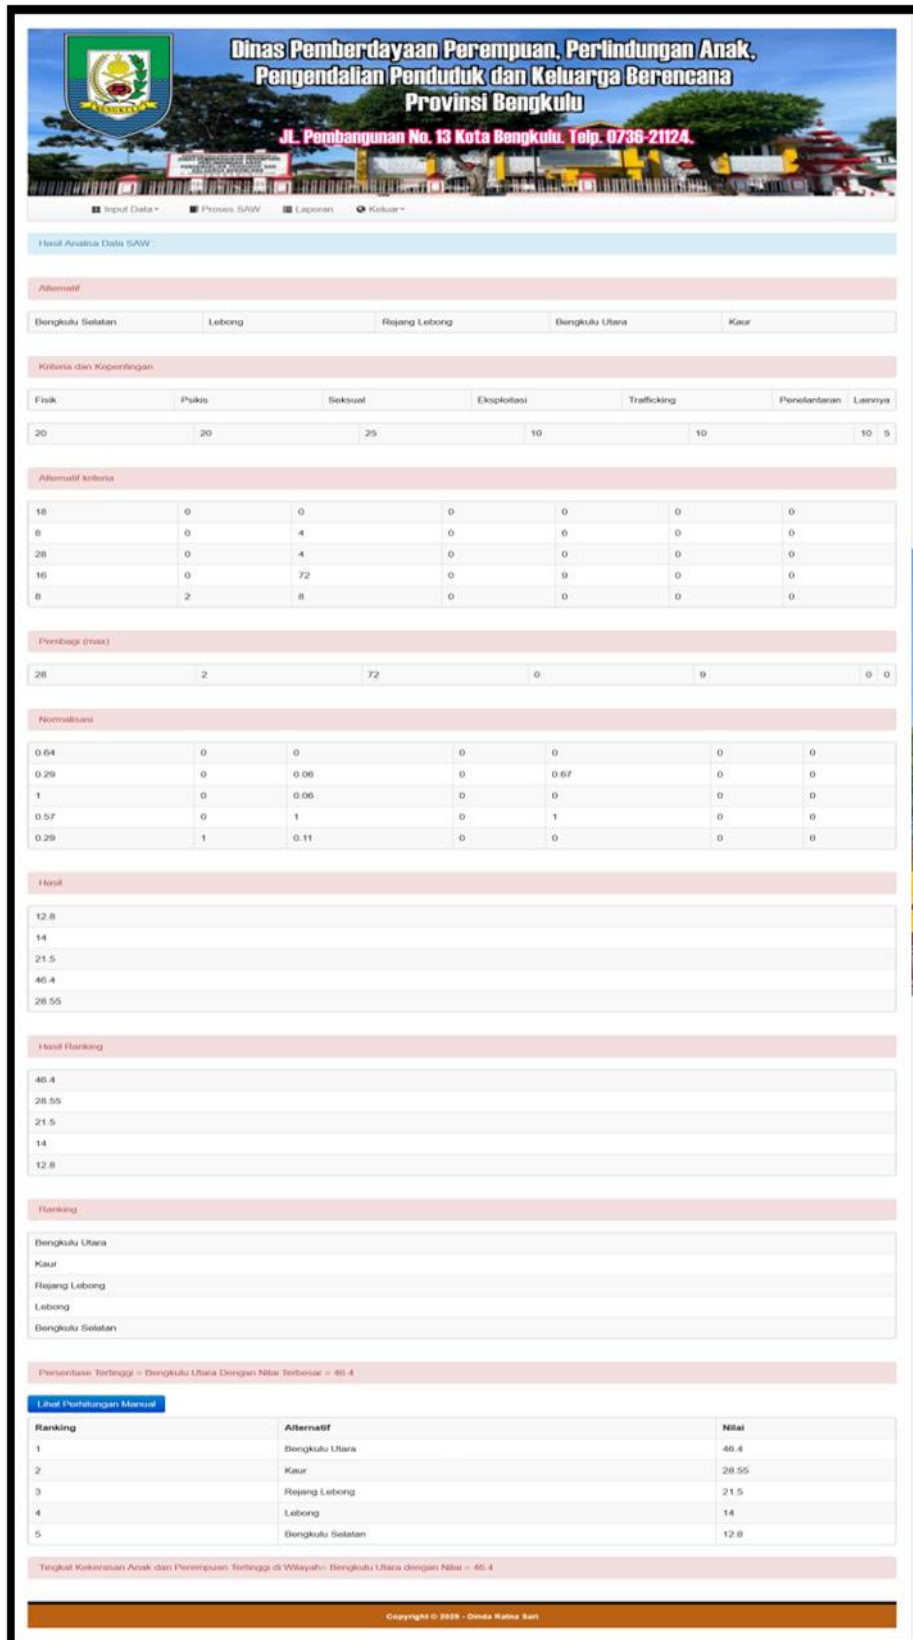 Dinas Pemberdayaan Perempuan, Perlindungan Anak,
Pengendalian Penduduk dan Keluarga Berencana
Provinsi Bengkulu
JL. Pembangunan No. 13 Kota Bengkulu. Telp. 0736-21124.
BENGKULU
Input Data Proses SAW Laporan Keluar
Hasil Analisa Data SAW :
Alternatif
Bengkulu Selatan Lebong Rejang Lebong Bengkulu Utara Kaur
Kriteria dan Kepentingan
Fisik Psikis Seksual Eksploitasi Trafficking Penelantaran Lainnya
20 20 25 10 10 10 5
Alternatif kriteria
18 0 0 0 0 0 0
8 0 4 0 6 0 0
28 0 4 0 0 0 0
16 0 72 0 9 0 0
8 2 8 0 0 0 0
Pembagi (max)
28 2 72 0 9 0 0
Normalisasi
0.64 0 0 0 0 0 0
0.29 0 0.06 0 0.67 0 0
1 0 0.06 0 0 0 0
0.57 0 1 0 1 0 0
0.29 1 0.11 0 0 0 0
Hasil
12.8
14
21.5
46.4
28.55
Hasil Ranking
46.4
28.55
21.5
14
12.8
Ranking
Bengkulu Utara
Kaur
Rejang Lebong
Lebong
Bengkulu Selatan
Persentase Tertinggi = Bengkulu Utara Dengan Nilai Terbesar = 46.4
Lihat Perhitungan Manual
Ranking Alternatif Nilai
1 Bengkulu Utara 46.4
2 Kaur 28.55
3 Rejang Lebong 21.5
4 Lebong 14
5 Bengkulu Selatan 12.8
Tingkat Kekerasan Anak dan Perempuan Tertinggi di Wilayah= Bengkulu Utara dengan Nilai = 46.4
Copyright © 2025 - Dinda Ratna Sari